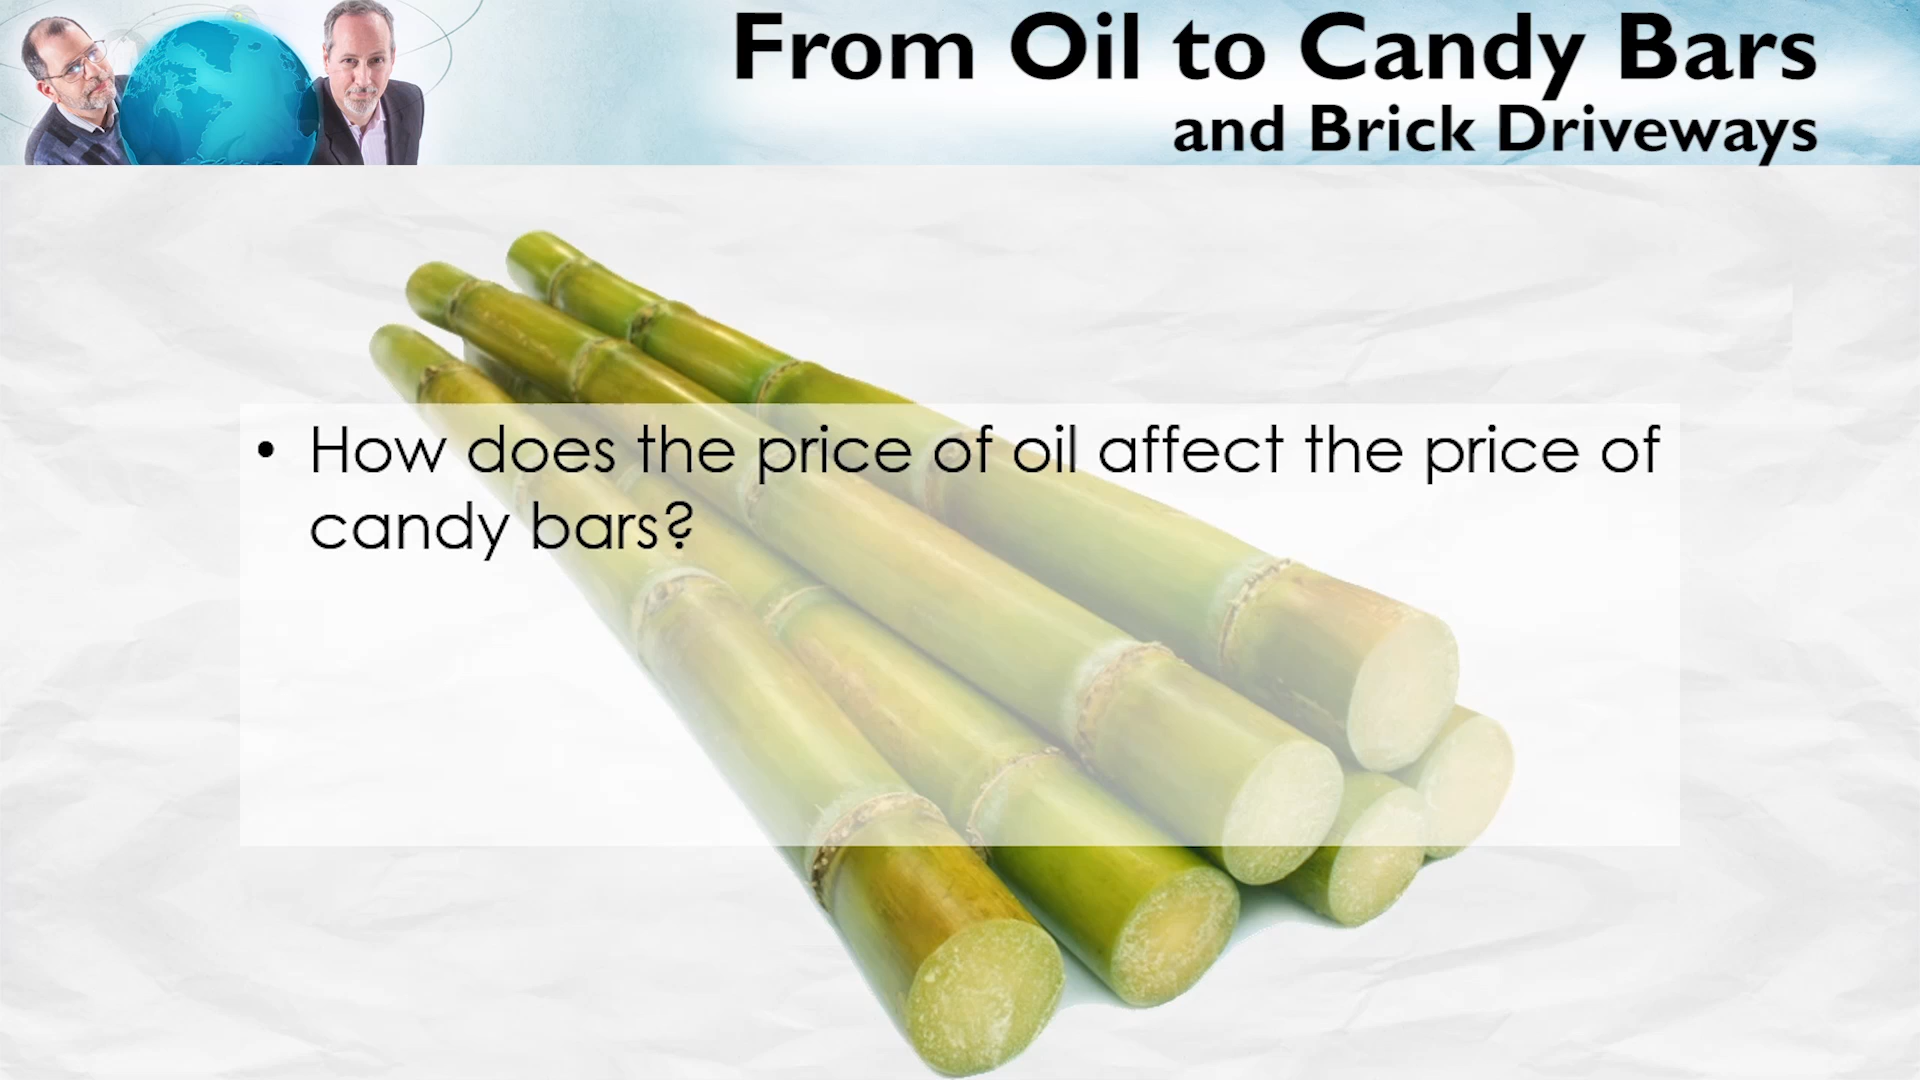 From Oil to Candy Bars
and Brick Driveways
• How does the price of oil affect the price of
candy bars?